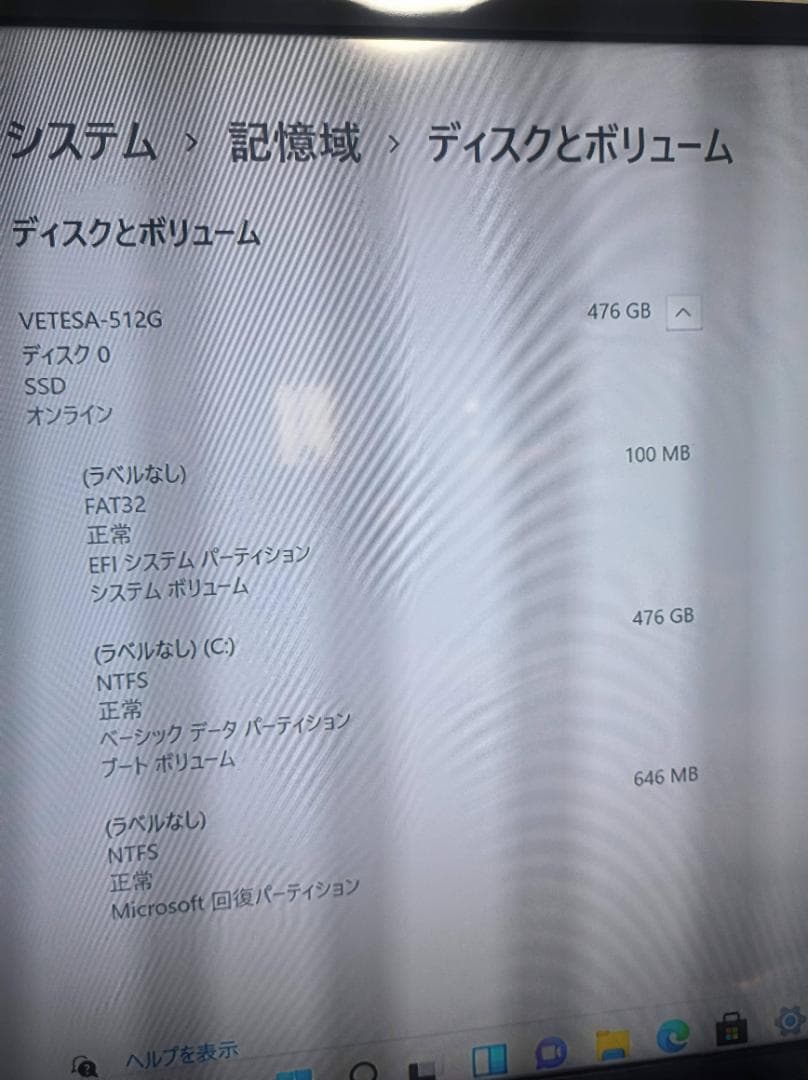 システム › 記憶域 › ディスクとボリューム
ディスクとボリューム
VETESA-512G 476 GB
ディスク 0
SSD
オンライン
(ラベルなし) 100 MB
FAT32
正常
EFI システム パーティション
システム ボリューム
(ラベルなし) (C:) 476 GB
NTFS
正常
ベーシック データ パーティション
ブート ボリューム
(ラベルなし) 646 MB
NTFS
正常
Microsoft 回復パーティション
ヘルプを表示